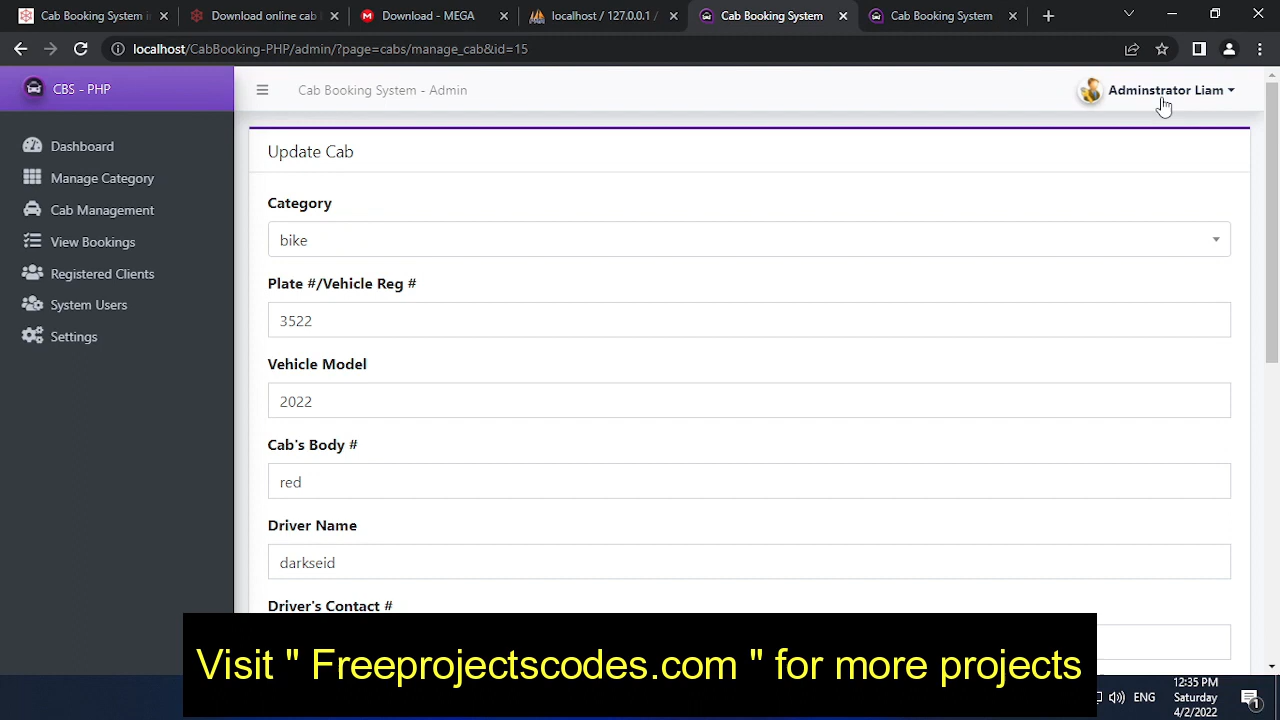 Cab Booking System i
Download online cab
Download - MEGA
localhost / 127.0.0.1 /
Cab Booking System
Cab Booking System
localhost/CabBooking-PHP/admin/?page=cabs/manage_cab&id=15
CBS - PHP
Cab Booking System - Admin
Adminstrator Liam
Dashboard
Manage Category
Cab Management
View Bookings
Registered Clients
System Users
Settings
Update Cab
Category
bike
Plate #/Vehicle Reg #
3522
Vehicle Model
2022
Cab's Body #
red
Driver Name
darkseid
Driver's Contact #
Visit " Freeprojectscodes.com " for more projects
ENG
12:35 PM
Saturday
4/2/2022
1